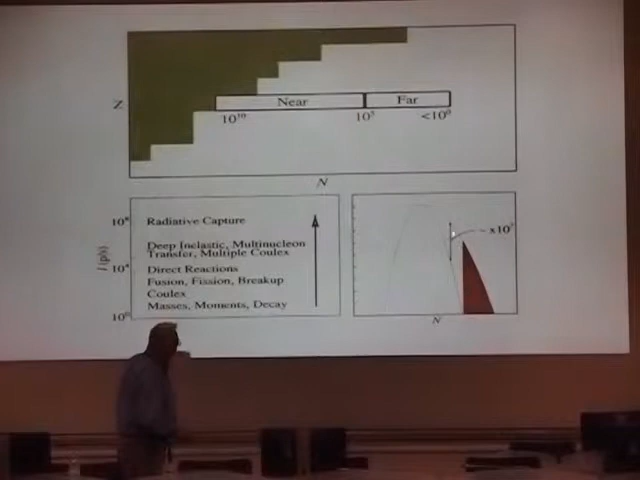 Z
Near
Far
10¹⁰
10⁵
<10⁰
N
I (p/s)
10⁸
10⁴
10⁰
Radiative Capture
Deep Inelastic, Multinucleon
Transfer, Multiple Coulex
Direct Reactions
Fusion, Fission, Breakup
Coulex
Masses, Moments, Decay
N